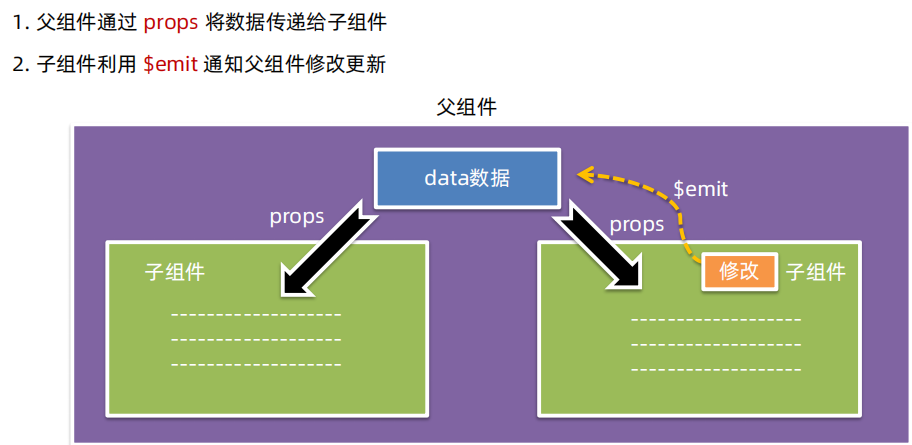 1. 父组件通过 props 将数据传递给子组件
2. 子组件利用 $emit 通知父组件修改更新
父组件
data数据
$emit
props
props
子组件
修改
子组件